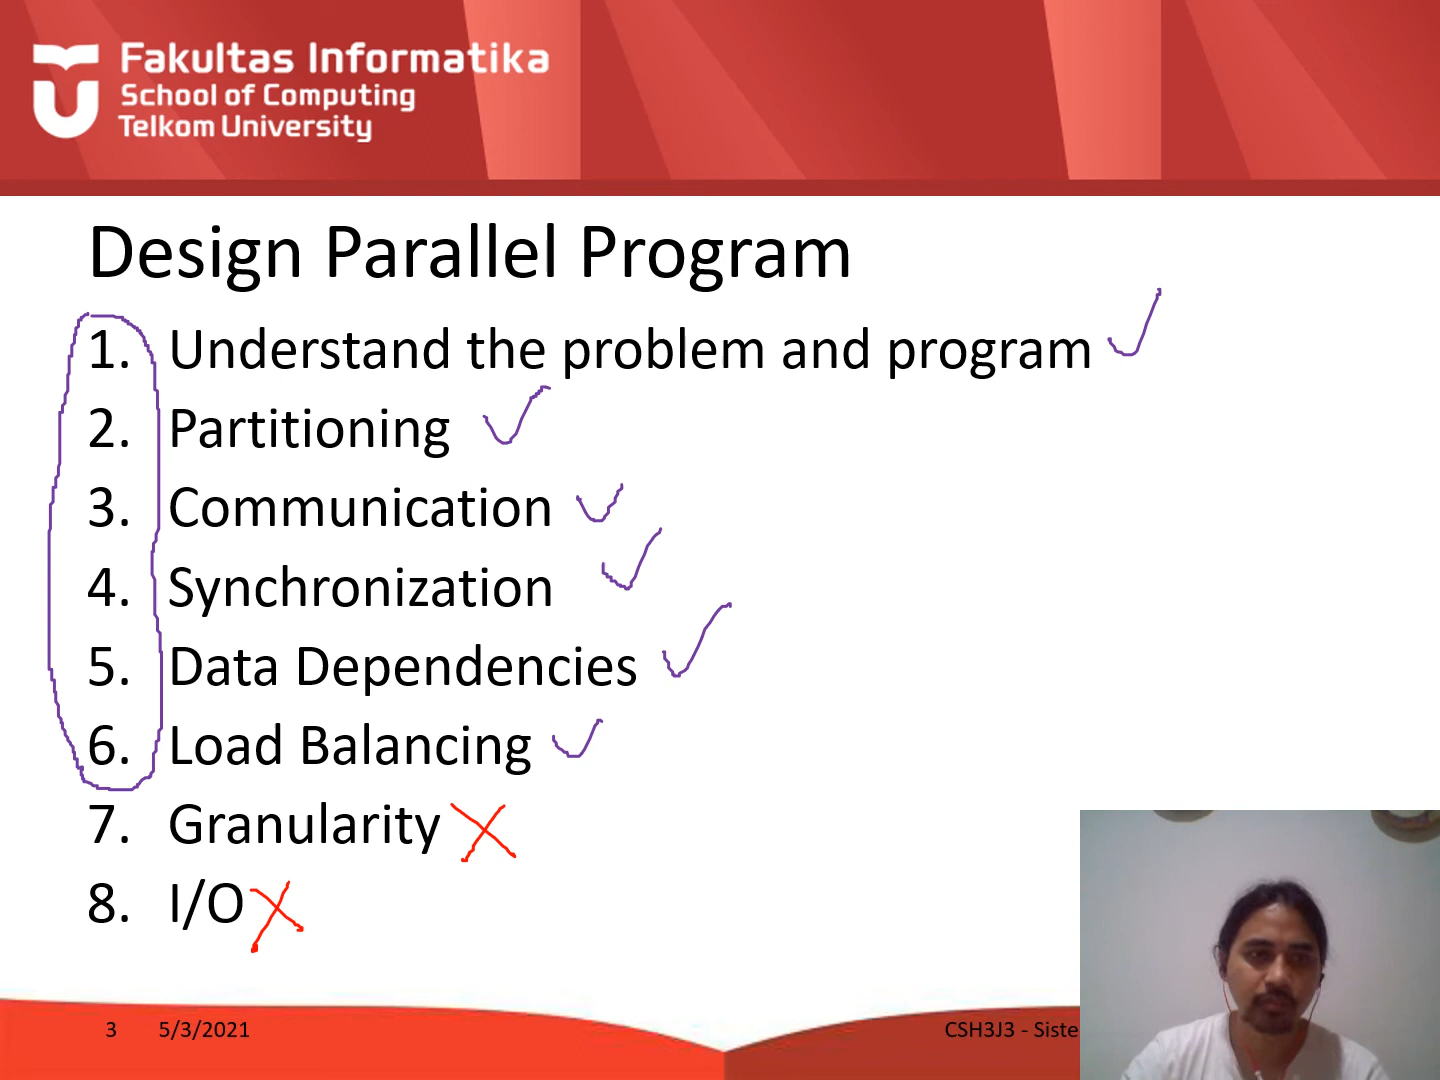 Fakultas Informatika
School of Computing
Telkom University
Design Parallel Program
1. Understand the problem and program
2. Partitioning
3. Communication
4. Synchronization
5. Data Dependencies
6. Load Balancing
7. Granularity
8. I/O
3 5/3/2021 CSH3J3 - Siste